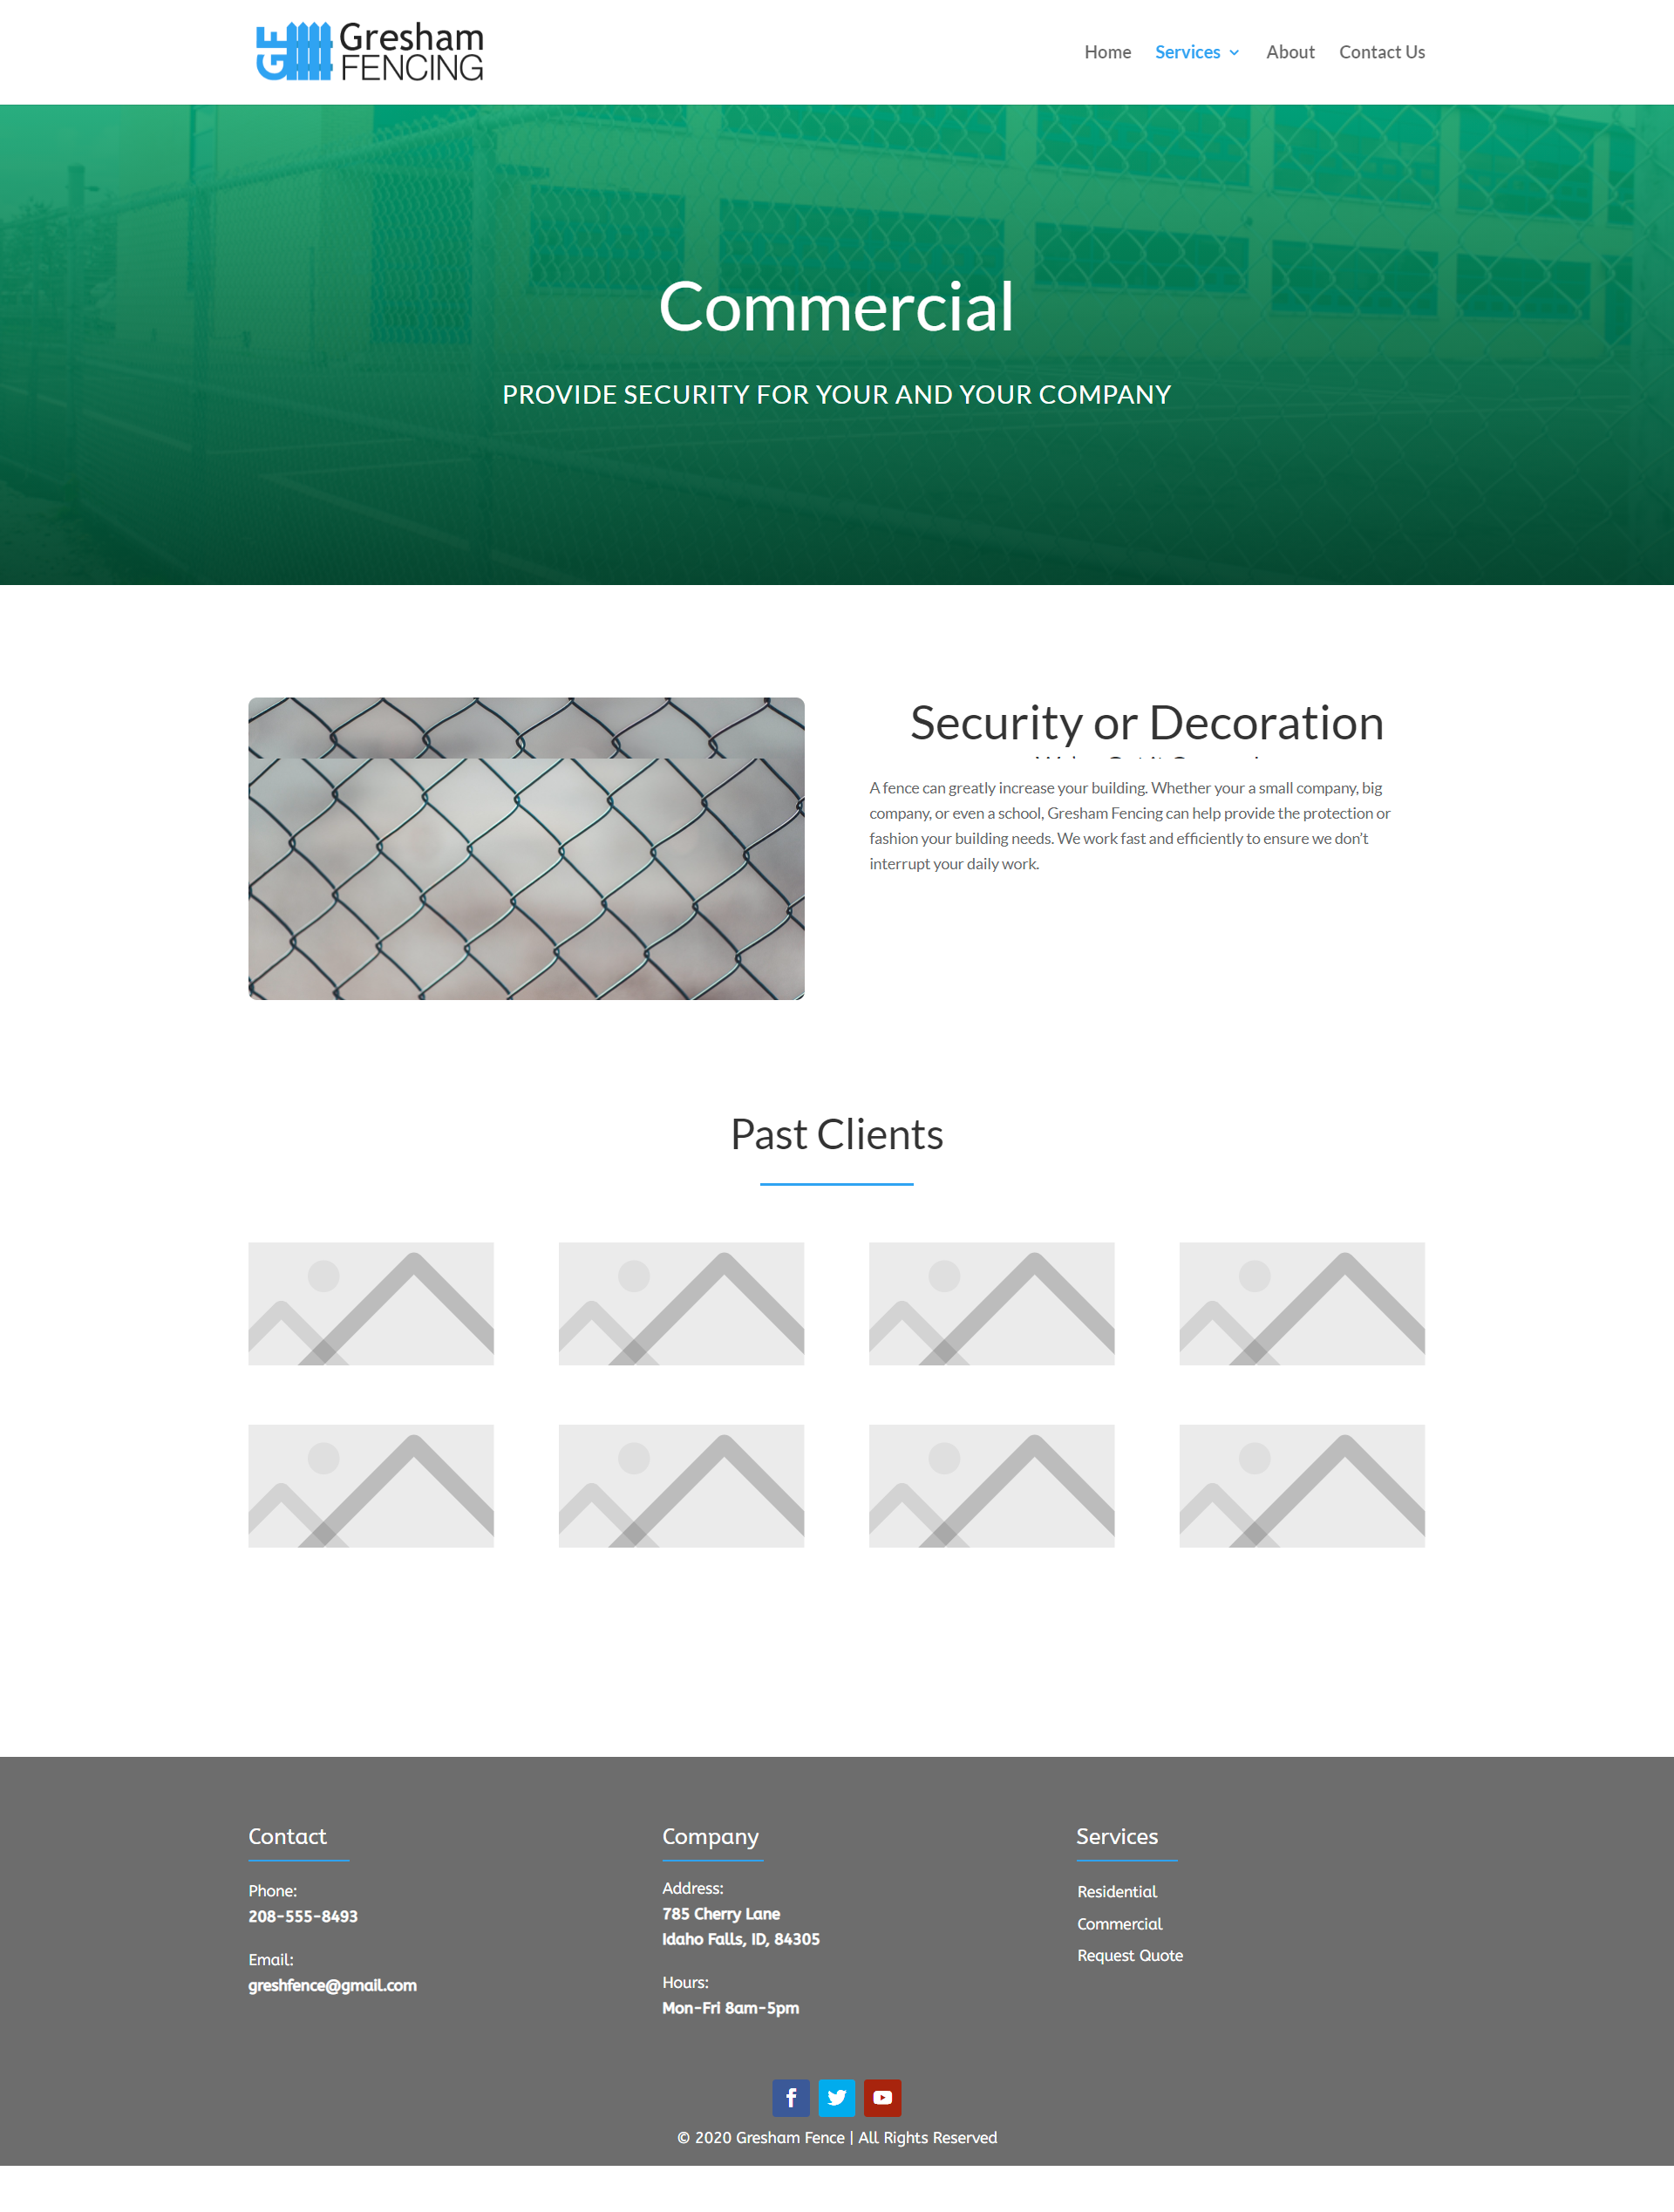 GF Gresham
FENCING
Home Services About Contact Us
Commercial
PROVIDE SECURITY FOR YOUR AND YOUR COMPANY
Security or Decoration
A fence can greatly increase your building. Whether your a small company, big
company, or even a school, Gresham Fencing can help provide the protection or
fashion your building needs. We work fast and efficiently to ensure we don’t
interrupt your daily work.
Past Clients
Contact
Phone:
208-555-8493
Email:
greshfence@gmail.com
Company
Address:
785 Cherry Lane
Idaho Falls, ID, 84305
Hours:
Mon-Fri 8am-5pm
Services
Residential
Commercial
Request Quote
© 2020 Gresham Fence | All Rights Reserved